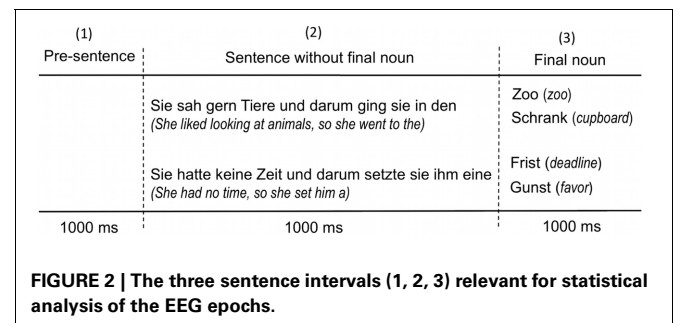 (1) (2) (3)
Pre-sentence Sentence without final noun Final noun
Sie sah gern Tiere und darum ging sie in den
(She liked looking at animals, so she went to the)
Zoo (zoo)
Schrank (cupboard)
Sie hatte keine Zeit und darum setzte sie ihm eine
(She had no time, so she set him a)
Frist (deadline)
Gunst (favor)
1000 ms 1000 ms 1000 ms
FIGURE 2 | The three sentence intervals (1, 2, 3) relevant for statistical
analysis of the EEG epochs.